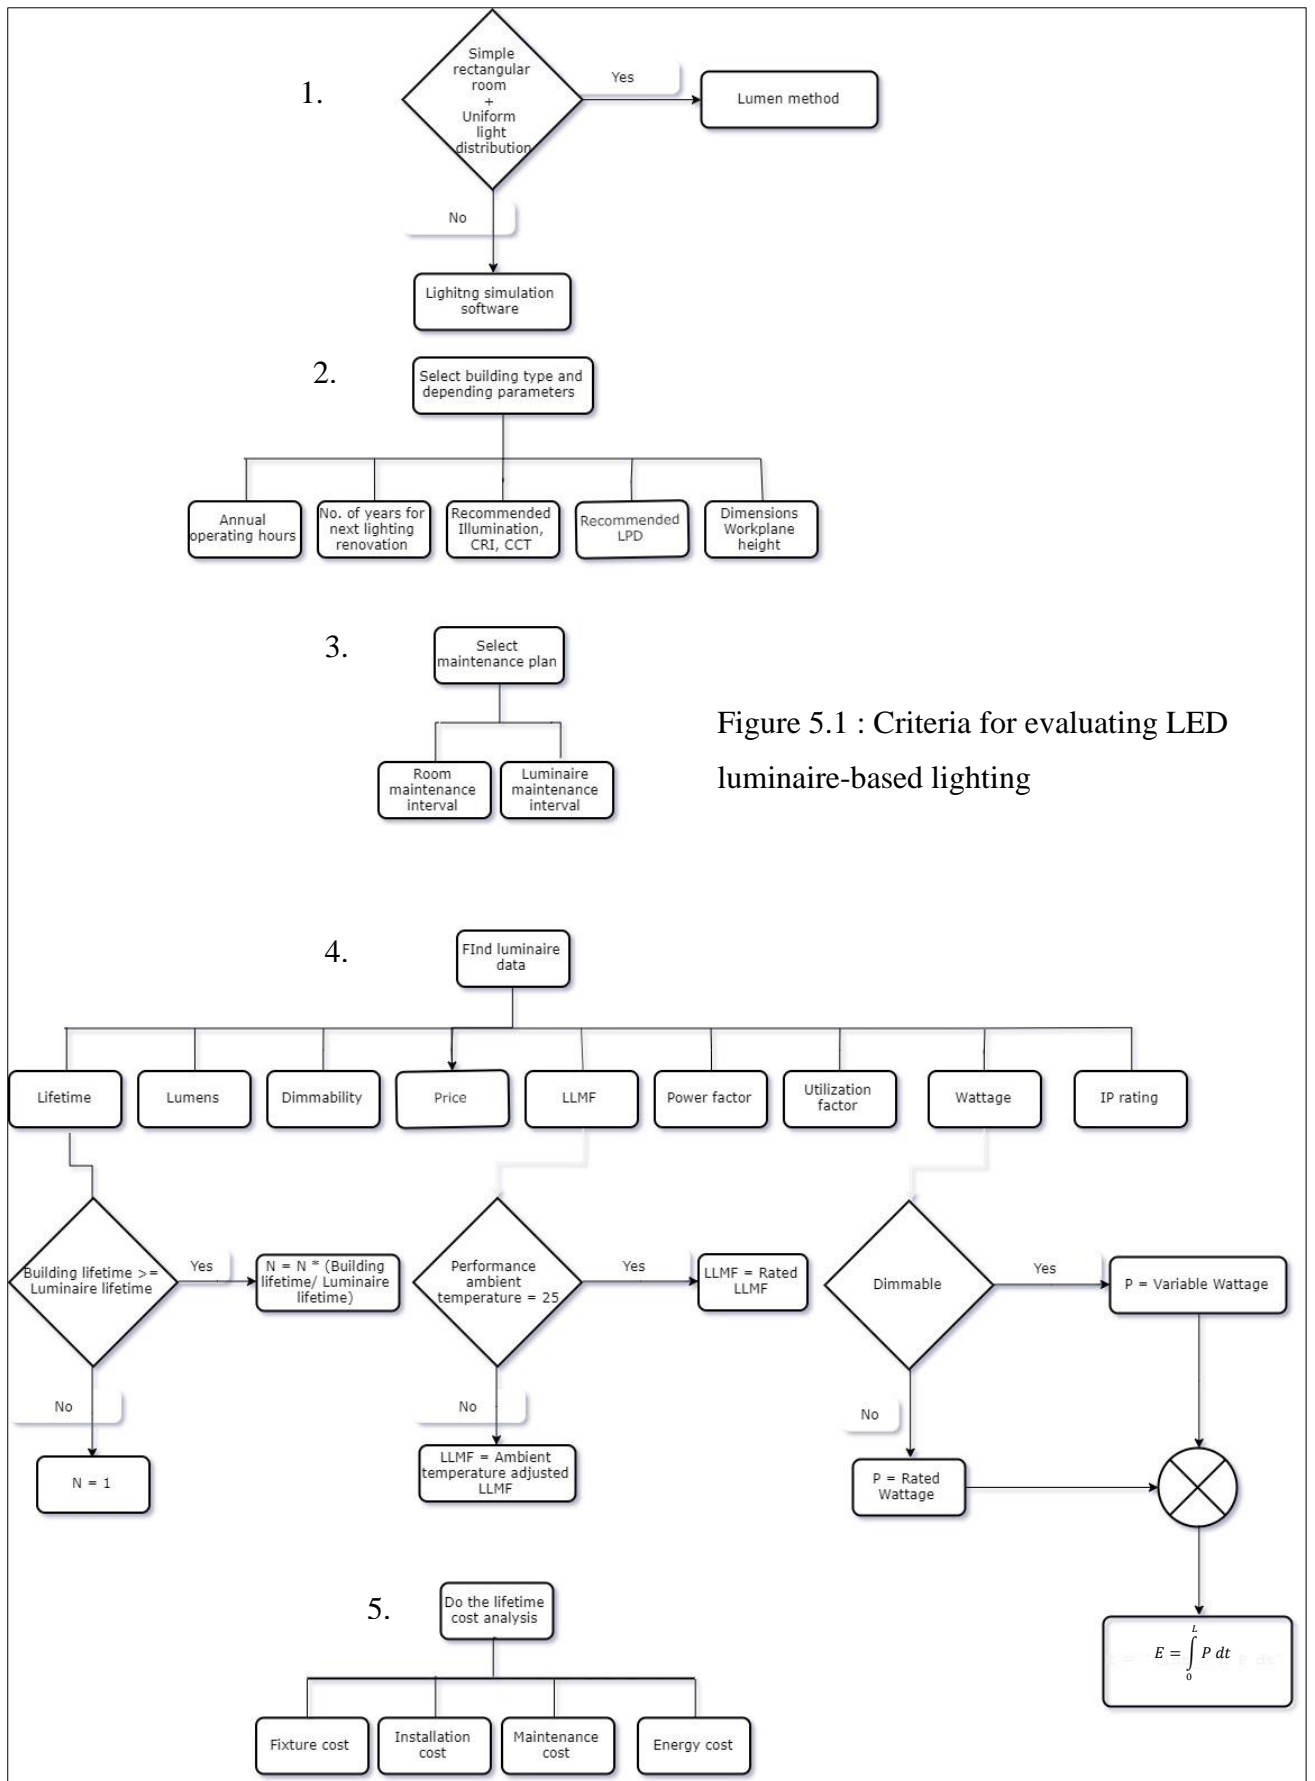 1.
Simple
rectangular
room
+
Uniform
light
distribution
Yes
Lumen method
No
Lighitng simulation
software
2.
Select building type and
depending parameters
Annual
operating hours
No. of years for
next lighting
renovation
Recommended
Illumination,
CRI, CCT
Recommended
LPD
Dimensions
Workplane
height
3.
Select
maintenance plan
Room
maintenance
interval
Luminaire
maintenance
interval
Figure 5.1 : Criteria for evaluating LED
luminaire-based lighting
4.
FInd luminaire
data
Lifetime
Lumens
Dimmability
Price
LLMF
Power factor
Utilization
factor
Wattage
IP rating
Building lifetime >=
Luminaire lifetime
Yes
N = N * (Building
lifetime/ Luminaire
lifetime)
No
N = 1
Performance
ambient
temperature = 25
Yes
LLMF = Rated
LLMF
No
LLMF = Ambient
temperature adjusted
LLMF
Dimmable
Yes
P = Variable Wattage
No
P = Rated
Wattage
E = ∫₀ᴸ P dt
5.
Do the lifetime
cost analysis
Fixture cost
Installation
cost
Maintenance
cost
Energy cost